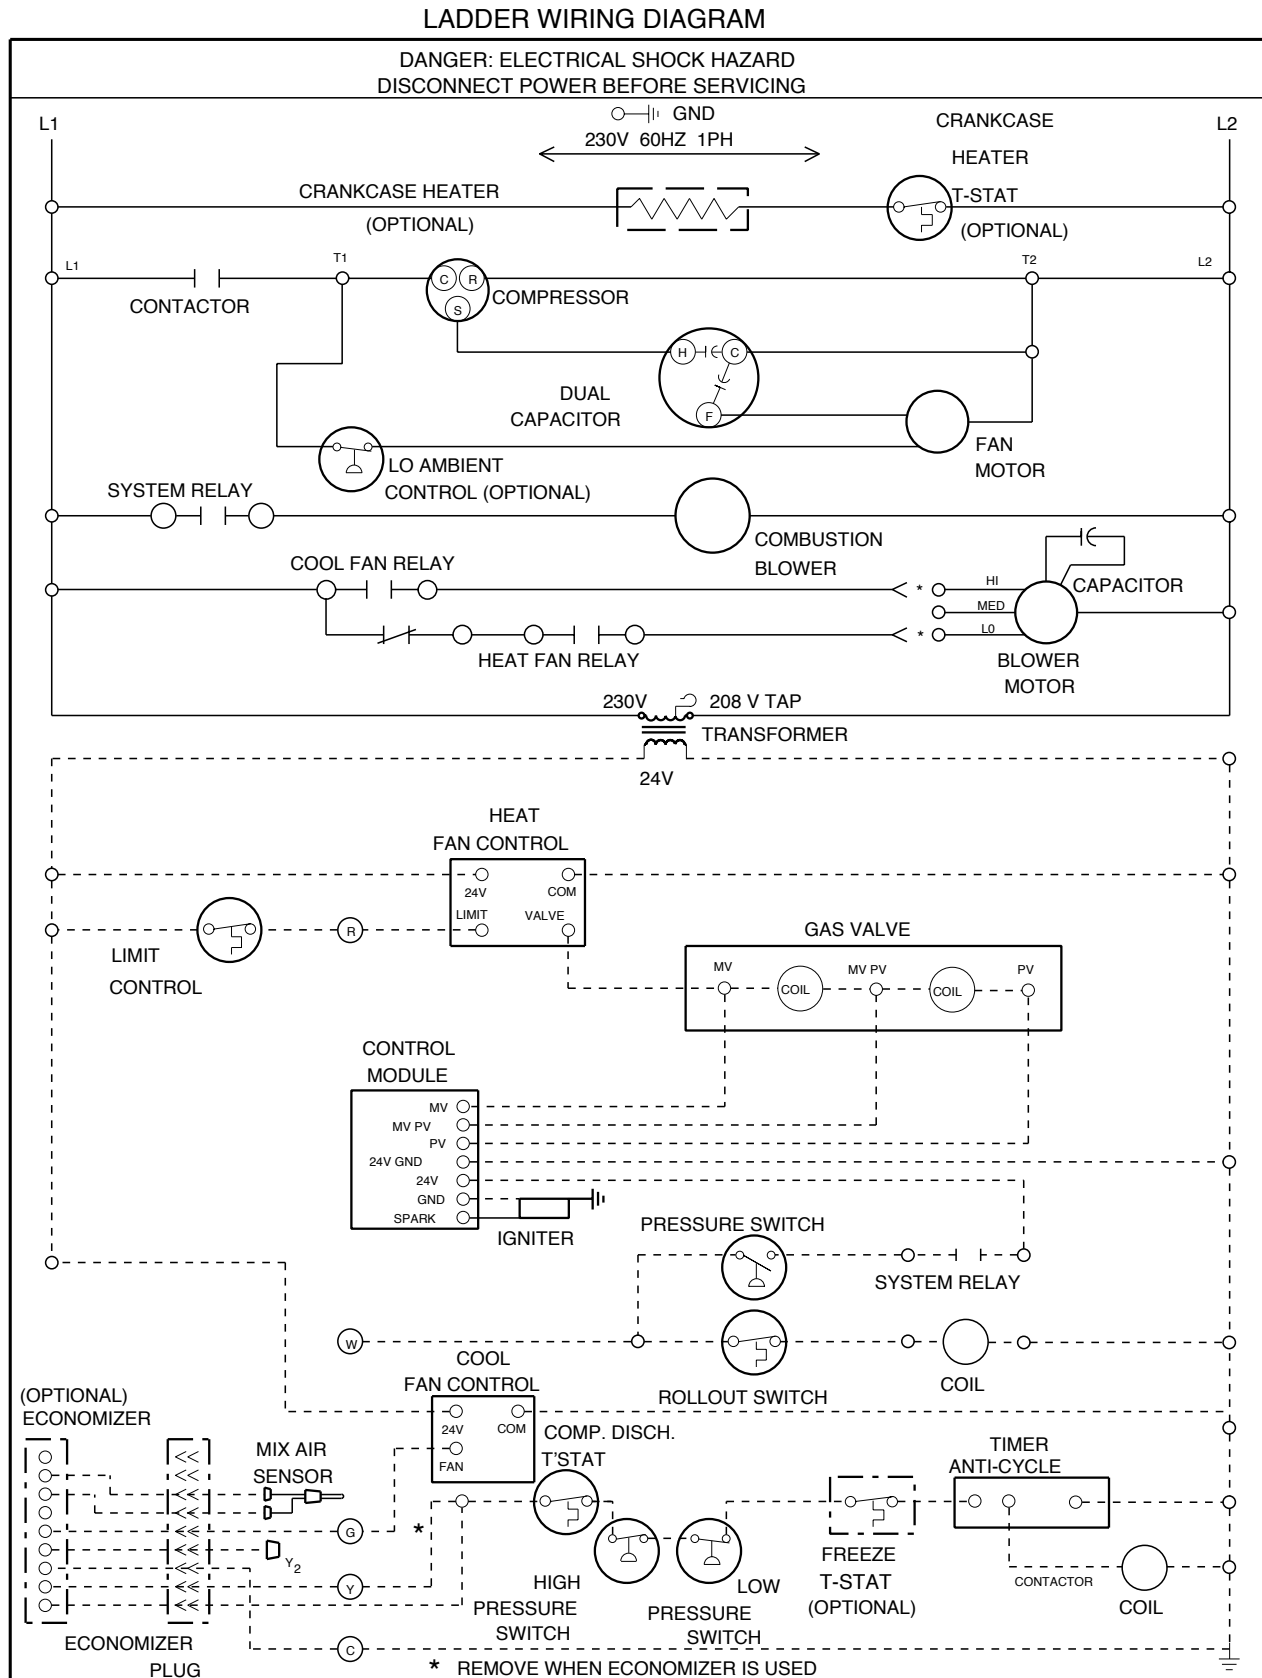 LADDER WIRING DIAGRAM
DANGER: ELECTRICAL SHOCK HAZARD
DISCONNECT POWER BEFORE SERVICING
GND
230V 60HZ 1PH
L1
L2
CRANKCASE
HEATER
T-STAT
(OPTIONAL)
CRANKCASE HEATER
(OPTIONAL)
L1
T1
T2
L2
CONTACTOR
C
R
S
COMPRESSOR
H
C
F
DUAL
CAPACITOR
FAN
MOTOR
LO AMBIENT
CONTROL (OPTIONAL)
SYSTEM RELAY
COMBUSTION
BLOWER
COOL FAN RELAY
* HI
MED
* L0
CAPACITOR
HEAT FAN RELAY
BLOWER
MOTOR
230V
208 V TAP
TRANSFORMER
24V
HEAT
FAN CONTROL
24V
COM
LIMIT
VALVE
R
LIMIT
CONTROL
GAS VALVE
MV
COIL
MV PV
COIL
PV
CONTROL
MODULE
MV
MV PV
PV
24V GND
24V
GND
SPARK
IGNITER
PRESSURE SWITCH
SYSTEM RELAY
W
ROLLOUT SWITCH
COIL
COOL
FAN CONTROL
24V
COM
FAN
(OPTIONAL)
ECONOMIZER
MIX AIR
SENSOR
COMP. DISCH.
T'STAT
TIMER
ANTI-CYCLE
G
*
Y2
Y
C
HIGH
PRESSURE
SWITCH
LOW
PRESSURE
SWITCH
FREEZE
T-STAT
(OPTIONAL)
CONTACTOR
COIL
ECONOMIZER
PLUG
* REMOVE WHEN ECONOMIZER IS USED